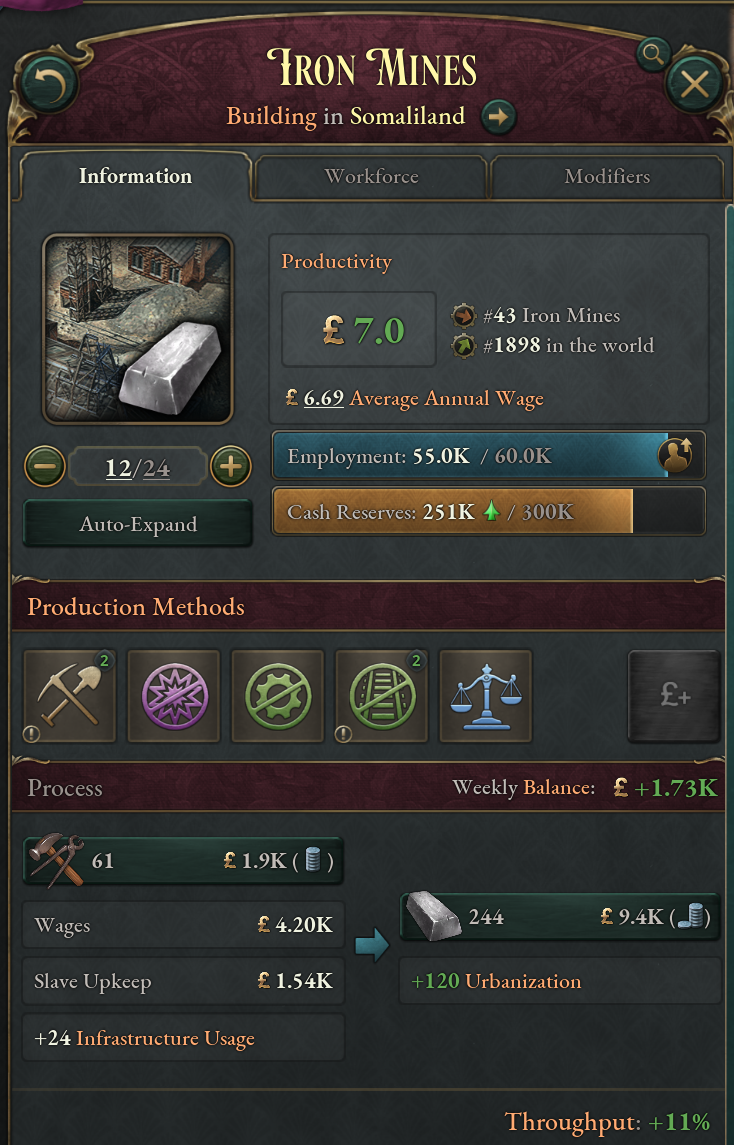 Iron Mines
Building in Somaliland
Information
Workforce
Modifiers
Productivity
£ 7.0
#43 Iron Mines
#1898 in the world
£ 6.69 Average Annual Wage
12/24
Employment: 55.0K / 60.0K
Auto-Expand
Cash Reserves: 251K / 300K
Production Methods
2
2
£+
Process
Weekly Balance: £ +1.73K
61 £ 1.9K ( )
Wages £ 4.20K
244 £ 9.4K ( )
Slave Upkeep £ 1.54K
+120 Urbanization
+24 Infrastructure Usage
Throughput: +11%